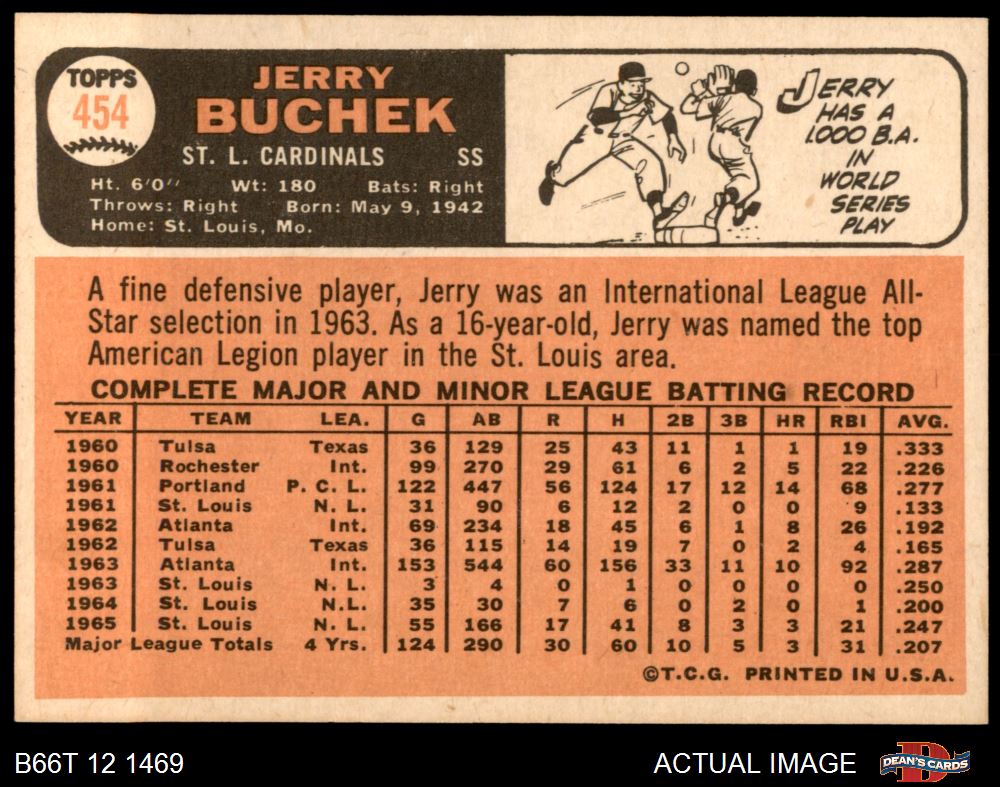 TOPPS
454
JERRY
BUCHEK
ST. L. CARDINALS SS
Ht. 6'0" Wt: 180 Bats: Right
Throws: Right Born: May 9, 1942
Home: St. Louis, Mo.
JERRY
HAS A
1.000 B.A.
IN
WORLD
SERIES
PLAY
A fine defensive player, Jerry was an International League All-
Star selection in 1963. As a 16-year-old, Jerry was named the top
American Legion player in the St. Louis area.
COMPLETE MAJOR AND MINOR LEAGUE BATTING RECORD
YEAR TEAM LEA. G AB R H 2B 3B HR RBI AVG.
1960 Tulsa Texas 36 129 25 43 11 1 1 19 .333
1960 Rochester Int. 99 270 29 61 6 2 5 22 .226
1961 Portland P. C. L. 122 447 56 124 17 12 14 68 .277
1961 St. Louis N. L. 31 90 6 12 2 0 0 9 .133
1962 Atlanta Int. 69 234 18 45 6 1 8 26 .192
1962 Tulsa Texas 36 115 14 19 7 0 2 4 .165
1963 Atlanta Int. 153 544 60 156 33 11 10 92 .287
1963 St. Louis N. L. 3 4 0 1 0 0 0 0 .250
1964 St. Louis N.L. 35 30 7 6 0 2 0 1 .200
1965 St. Louis N. L. 55 166 17 41 8 3 3 21 .247
Major League Totals 4 Yrs. 124 290 30 60 10 5 3 31 .207
©T.C.G. PRINTED IN U.S.A.
B66T 12 1469 ACTUAL IMAGE DEAN'S CARDS